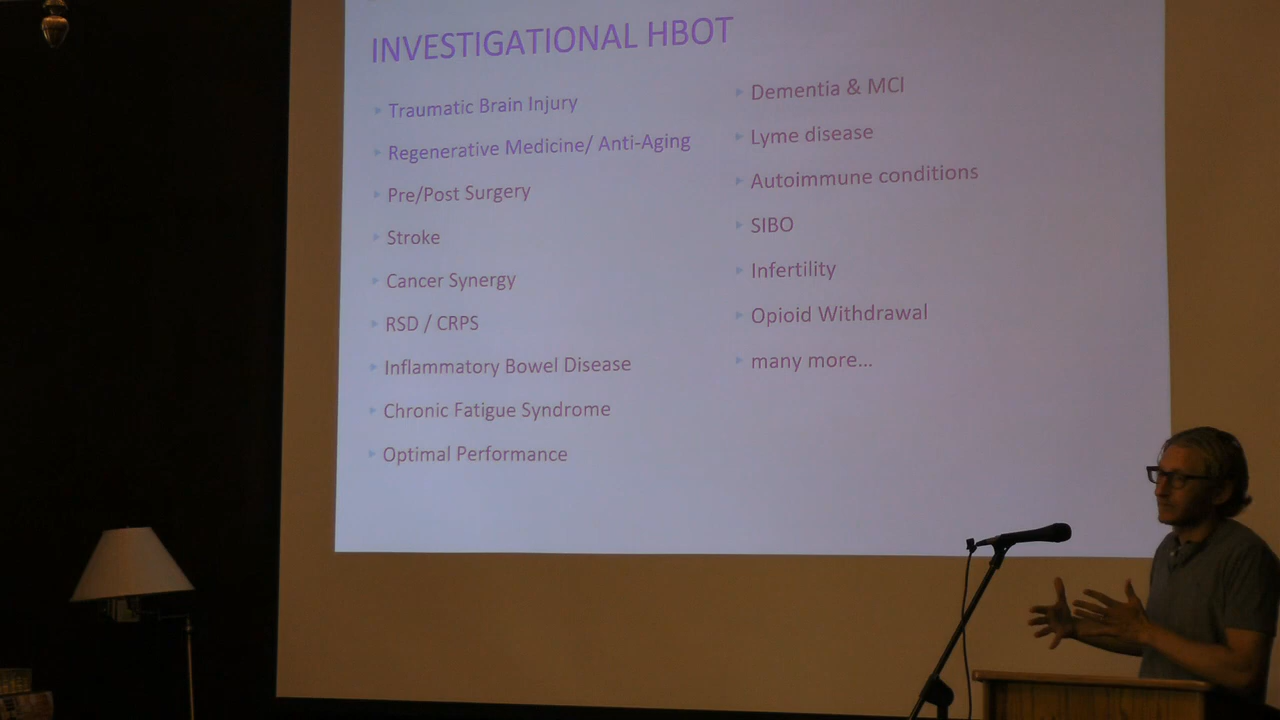 INVESTIGATIONAL HBOT
Traumatic Brain Injury
Regenerative Medicine/ Anti-Aging
Pre/Post Surgery
Stroke
Cancer Synergy
RSD / CRPS
Inflammatory Bowel Disease
Chronic Fatigue Syndrome
Optimal Performance
Dementia & MCI
Lyme disease
Autoimmune conditions
SIBO
Infertility
Opioid Withdrawal
many more...